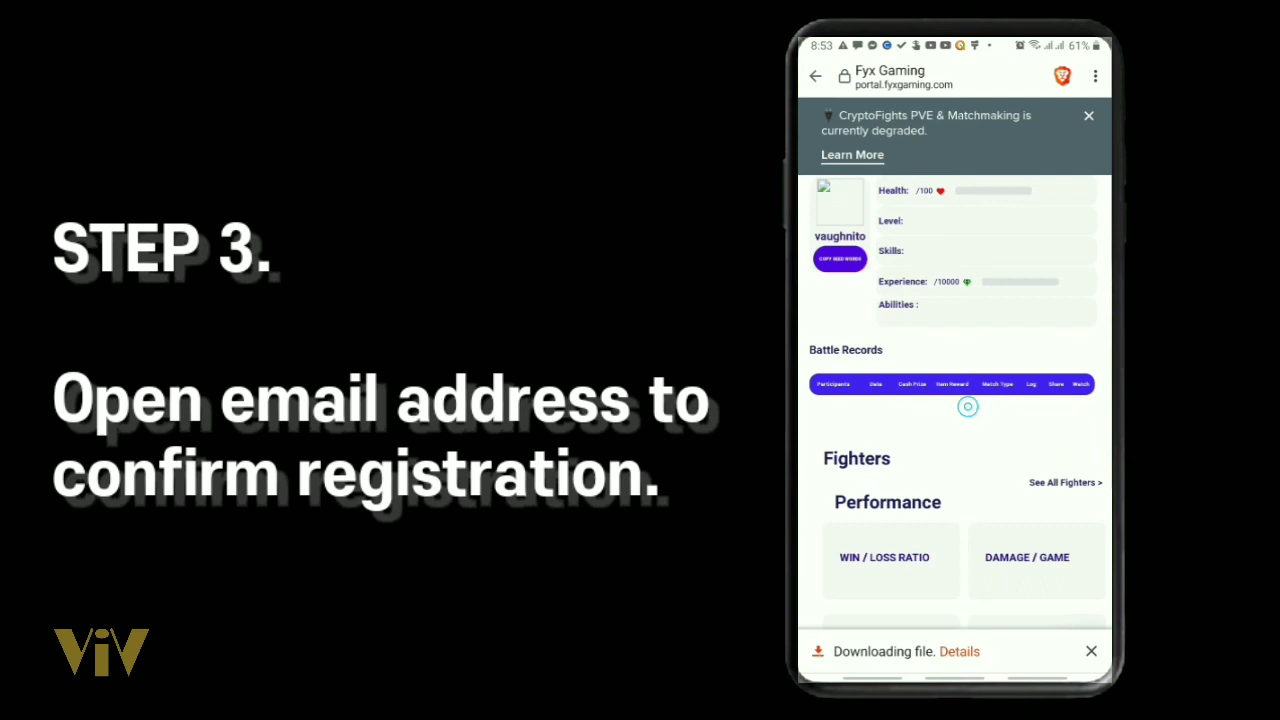 STEP 3.
Open email address to
confirm registration.
ViV
8:53
61%
Fyx Gaming
portal.fyxgaming.com
CryptoFights PVE & Matchmaking is
currently degraded.
Learn More
Health: /100
Level:
vaughnito
COPY SEED WORDS
Skills:
Experience: /10000
Abilities :
Battle Records
Participants Date Cash Prize Item Reward Match Type Log Share Watch
Fighters
See All Fighters >
Performance
WIN / LOSS RATIO DAMAGE / GAME
Downloading file. Details